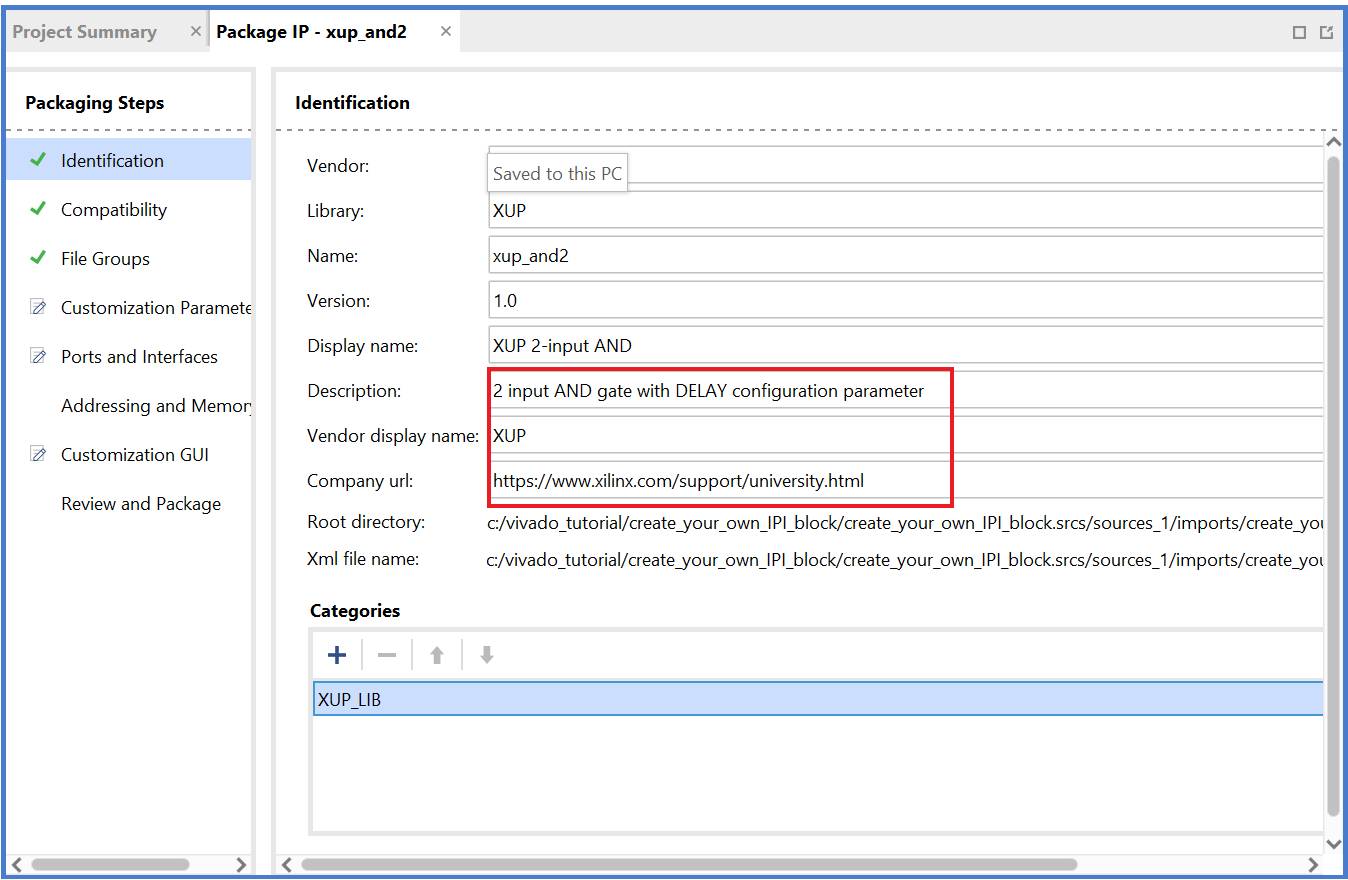 Project Summary
Package IP - xup_and2
Packaging Steps
Identification
Compatibility
File Groups
Customization Paramete
Ports and Interfaces
Addressing and Memory
Customization GUI
Review and Package
Identification
Vendor:
Saved to this PC
Library: XUP
Name: xup_and2
Version: 1.0
Display name: XUP 2-input AND
Description: 2 input AND gate with DELAY configuration parameter
Vendor display name: XUP
Company url: https://www.xilinx.com/support/university.html
Root directory: c:/vivado_tutorial/create_your_own_IPI_block/create_your_own_IPI_block.srcs/sources_1/imports/create_you
Xml file name: c:/vivado_tutorial/create_your_own_IPI_block/create_your_own_IPI_block.srcs/sources_1/imports/create_you
Categories
XUP_LIB